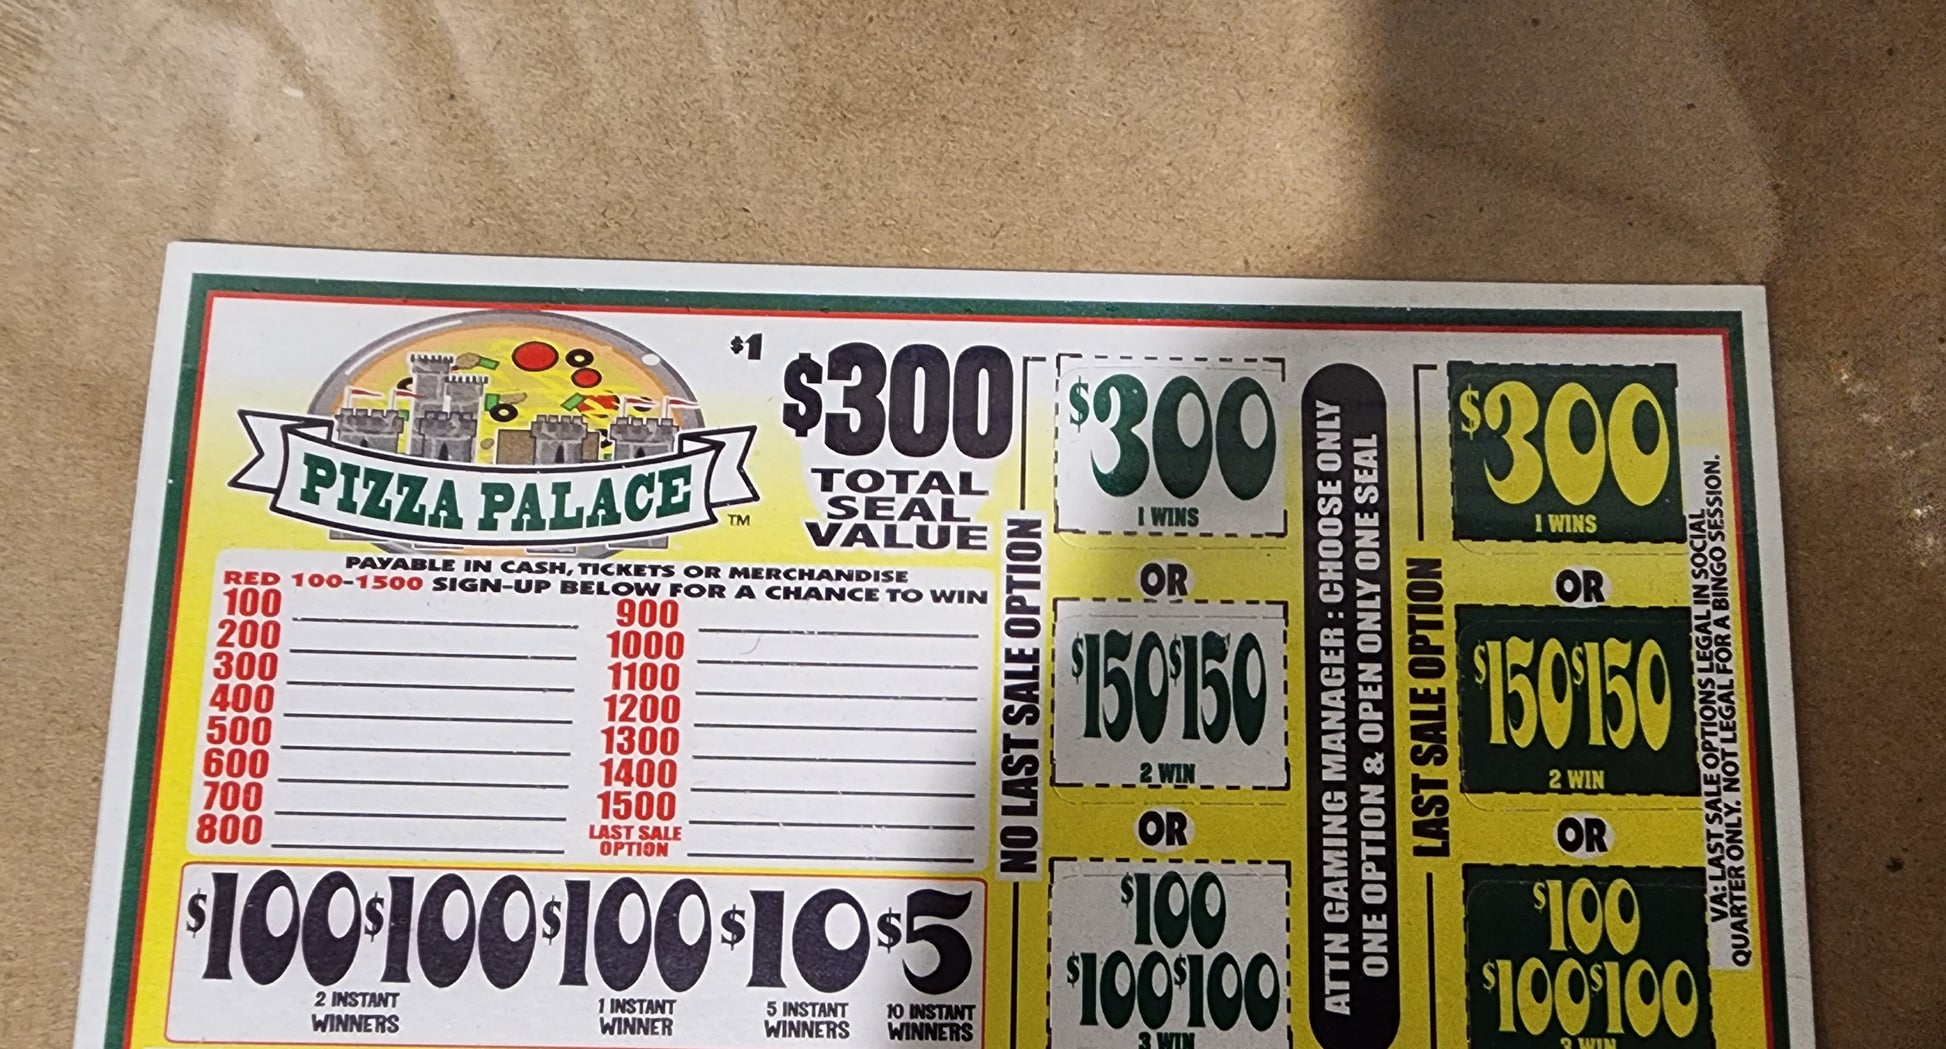 PIZZA PALACE
TM
$1
$300
TOTAL
SEAL
VALUE
PAYABLE IN CASH, TICKETS OR MERCHANDISE
RED 100-1500 SIGN-UP BELOW FOR A CHANCE TO WIN
100
200
300
400
500
600
700
800
900
1000
1100
1200
1300
1400
1500
LAST SALE
OPTION
$100 $100 $100 $10 $5
2 INSTANT
WINNERS
1 INSTANT
WINNER
5 INSTANT
WINNERS
10 INSTANT
WINNERS
NO LAST SALE OPTION
$300
1 WINS
OR
$150 $150
2 WIN
OR
$100
$100 $100
3 WIN
ATTN GAMING MANAGER : CHOOSE ONLY
ONE OPTION & OPEN ONLY ONE SEAL
LAST SALE OPTION
$300
1 WINS
OR
$150 $150
2 WIN
OR
$100
$100 $100
3 WIN
VA: LAST SALE OPTIONS LEGAL IN SOCIAL
QUARTER ONLY. NOT LEGAL FOR A BINGO SESSION.